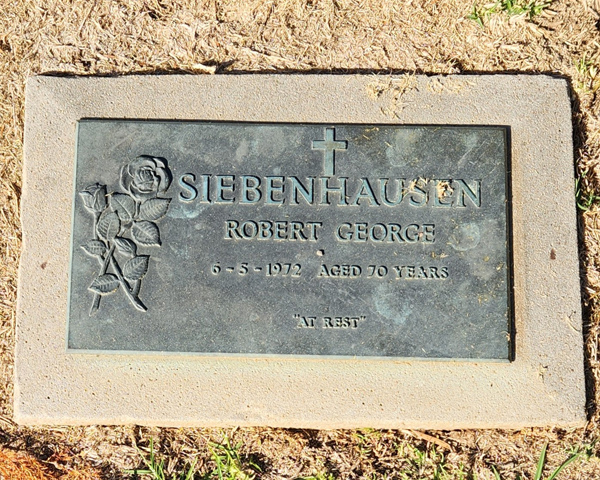 SIEBENHAUSEN
ROBERT GEORGE
6-5-1972 AGED 70 YEARS
"AT REST"